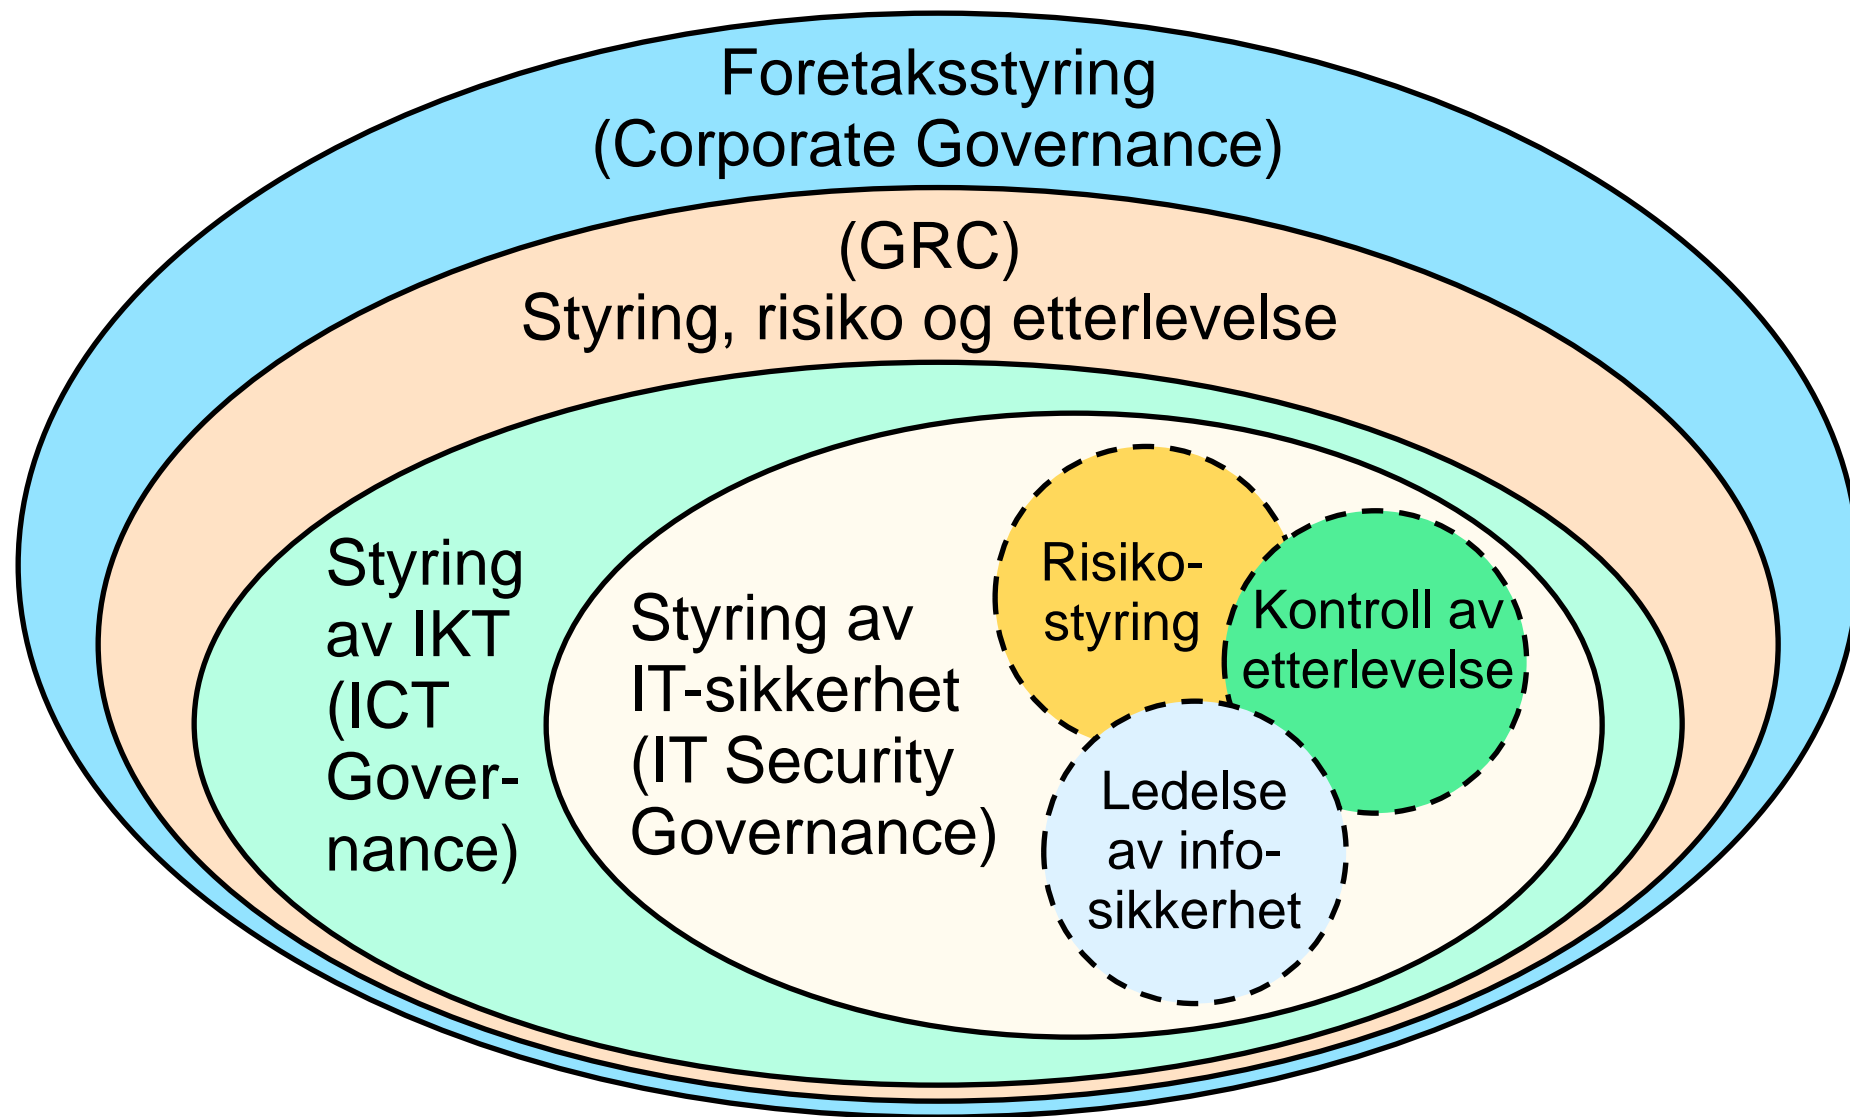 Foretaksstyring
(Corporate Governance)
(GRC)
Styring, risiko og etterlevelse
Styring
av IKT
(ICT
Gover-
nance)
Styring av
IT-sikkerhet
(IT Security
Governance)
Risiko-
styring
Kontroll av
etterlevelse
Ledelse
av info-
sikkerhet